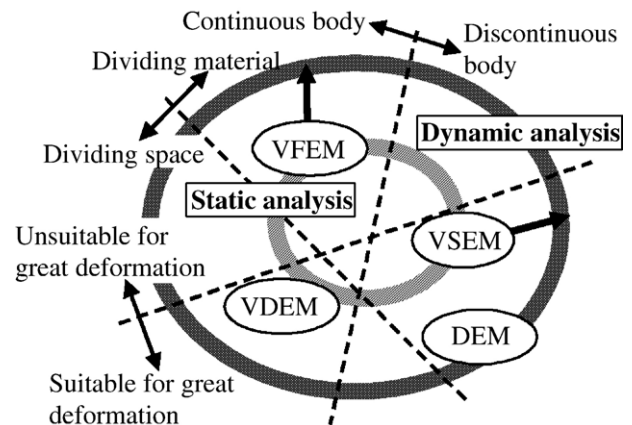 Continuous body
Discontinuous
body
Dividing material
Dynamic analysis
Dividing space
VFEM
Static analysis
Unsuitable for
great deformation
VSEM
VDEM
DEM
Suitable for great
deformation